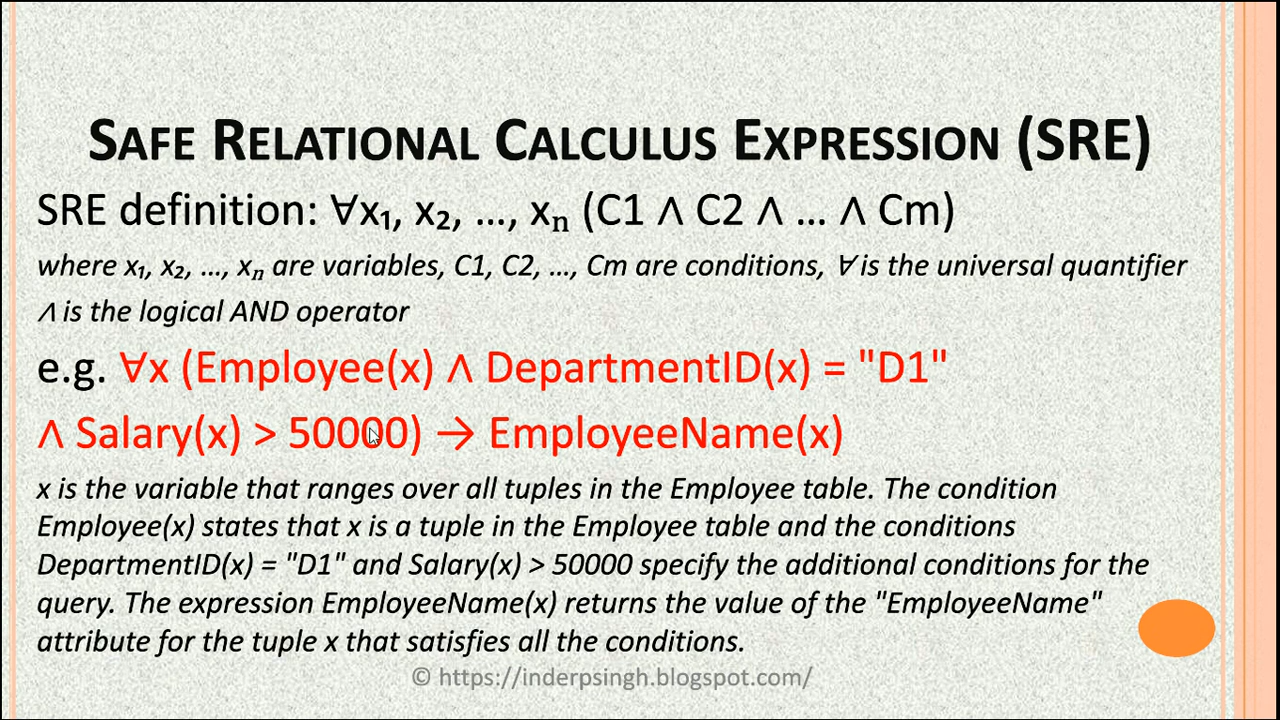 SAFE RELATIONAL CALCULUS EXPRESSION (SRE)
SRE definition: ∀x₁, x₂, ..., xₙ (C1 ∧ C2 ∧ ... ∧ Cm)
where x₁, x₂, ..., xₙ are variables, C1, C2, ..., Cm are conditions, ∀ is the universal quantifier
∧ is the logical AND operator
e.g. ∀x (Employee(x) ∧ DepartmentID(x) = "D1"
∧ Salary(x) > 50000) → EmployeeName(x)
x is the variable that ranges over all tuples in the Employee table. The condition
Employee(x) states that x is a tuple in the Employee table and the conditions
DepartmentID(x) = "D1" and Salary(x) > 50000 specify the additional conditions for the
query. The expression EmployeeName(x) returns the value of the "EmployeeName"
attribute for the tuple x that satisfies all the conditions.
© https://inderpsingh.blogspot.com/